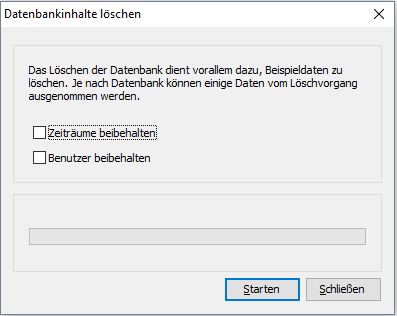 Datenbankinhalte löschen
Das Löschen der Datenbank dient vorallem dazu, Beispieldaten zu
löschen. Je nach Datenbank können einige Daten vom Löschvorgang
ausgenommen werden.
Zeiträume beibehalten
Benutzer beibehalten
Starten
Schließen